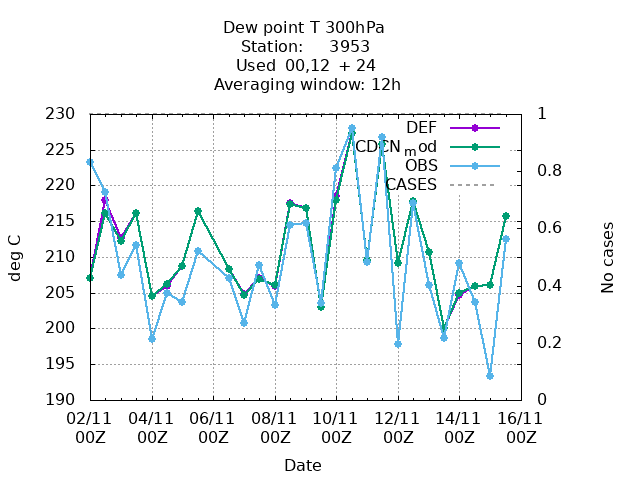 Dew point T 300hPa
Station: 3953
Used 00,12 + 24
Averaging window: 12h
230
225
220
215
210
205
200
195
190
deg C
1
0.8
0.6
0.4
0.2
0
No cases
DEF
CDCN_mod
OBS
CASES
02/11 04/11 06/11 08/11 10/11 12/11 14/11 16/11
00Z 00Z 00Z 00Z 00Z 00Z 00Z 00Z
Date